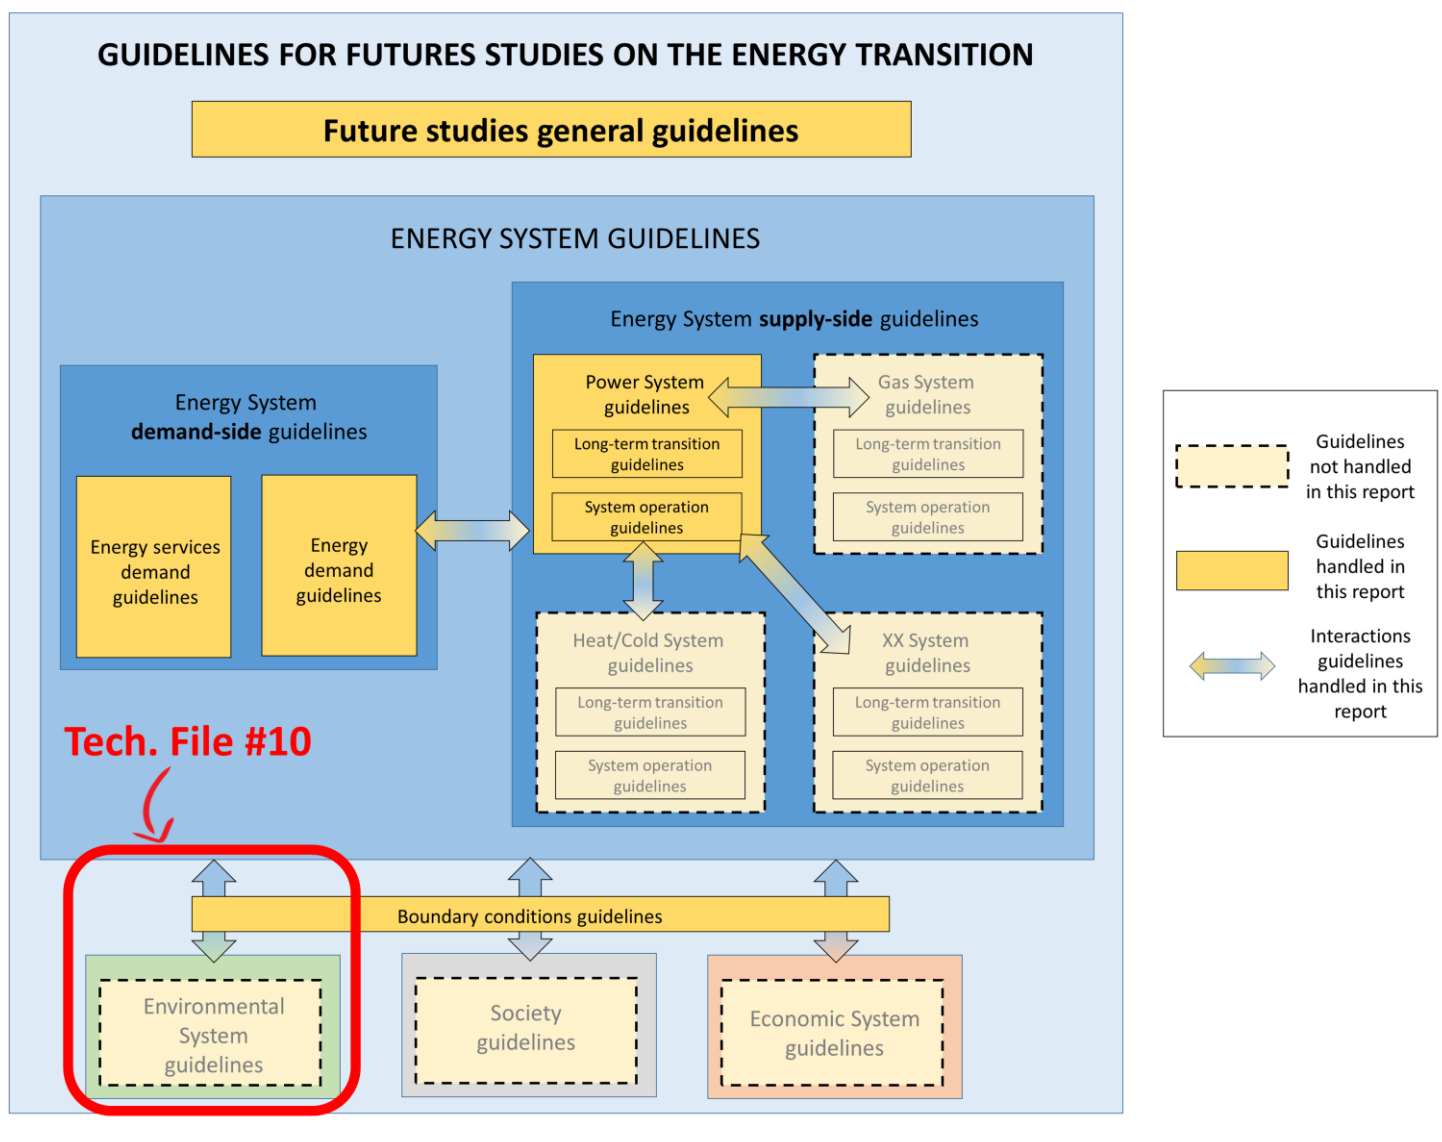 GUIDELINES FOR FUTURES STUDIES ON THE ENERGY TRANSITION
Future studies general guidelines
ENERGY SYSTEM GUIDELINES
Energy System supply-side guidelines
Energy System
demand-side guidelines
Energy services
demand
guidelines
Energy
demand
guidelines
Power System
guidelines
Long-term transition
guidelines
System operation
guidelines
Gas System
guidelines
Long-term transition
guidelines
System operation
guidelines
Heat/Cold System
guidelines
Long-term transition
guidelines
System operation
guidelines
XX System
guidelines
Long-term transition
guidelines
System operation
guidelines
Tech. File #10
Boundary conditions guidelines
Environmental
System
guidelines
Society
guidelines
Economic System
guidelines
Guidelines
not handled
in this report
Guidelines
handled in
this report
Interactions
guidelines
handled in this
report